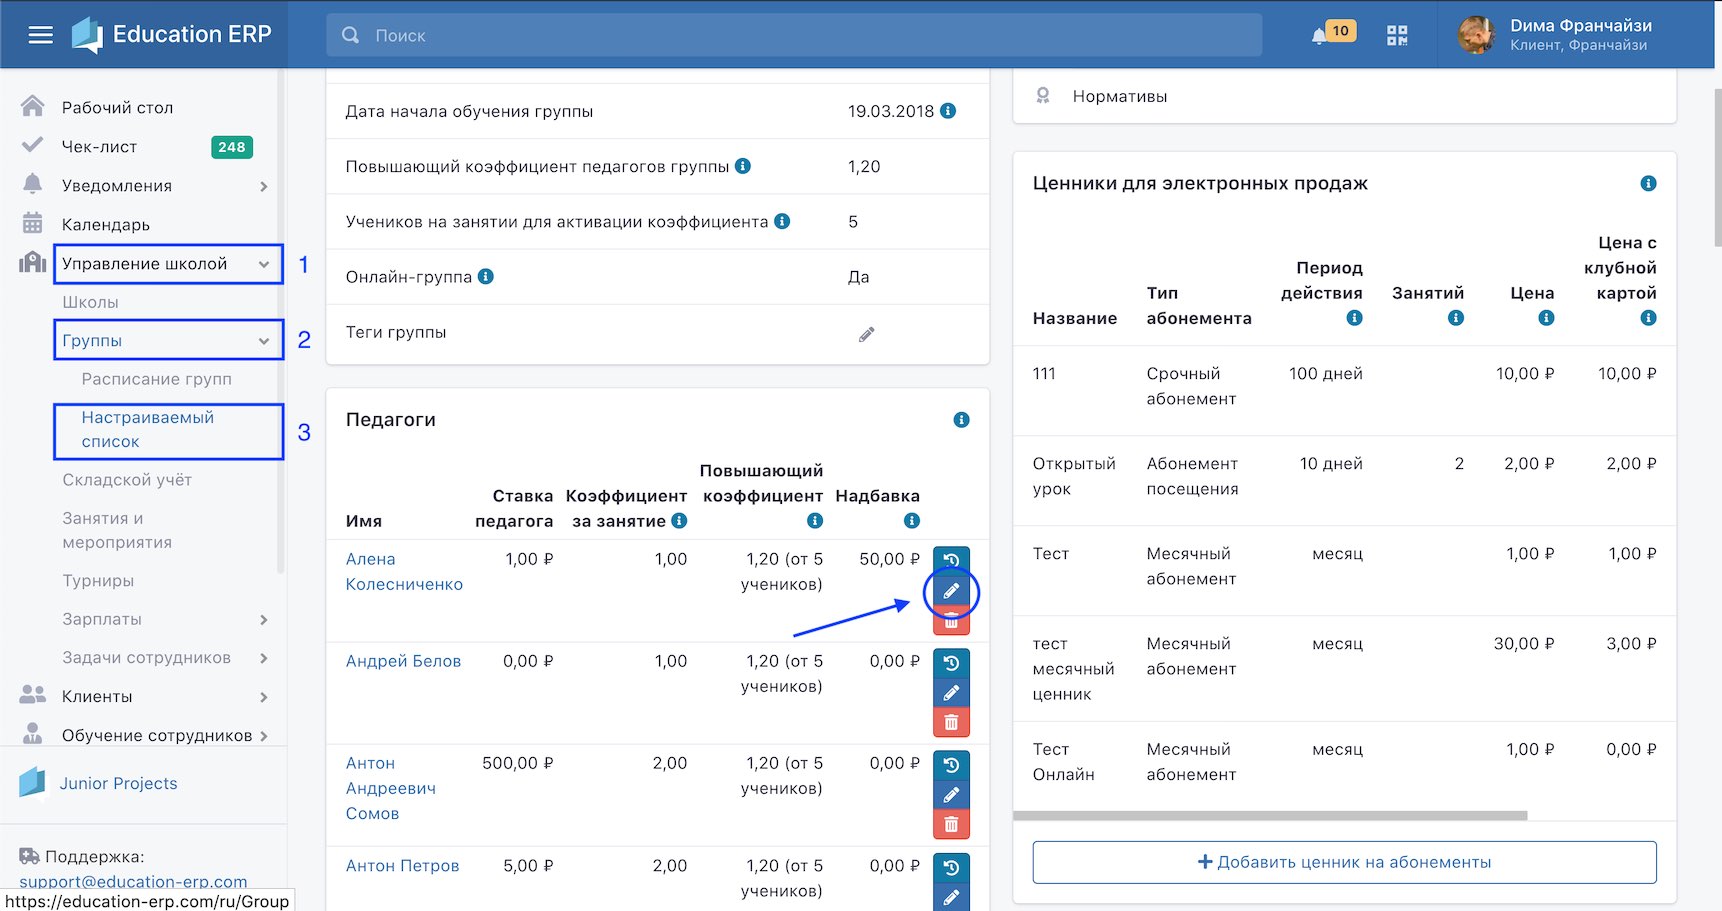 Education ERP
Поиск
10
Dима Франчайзи
Клиент, Франчайзи
Рабочий стол
Чек-лист
248
Уведомления
Календарь
Управление школой
1
Школы
Группы
2
Расписание групп
Настраиваемый
список
3
Складской учёт
Занятия и
мероприятия
Турниры
Зарплаты
Задачи сотрудников
Клиенты
Обучение сотрудников
Junior Projects
Поддержка:
support@education-erp.com
https://education-erp.com/ru/Group
Дата начала обучения группы 19.03.2018
Повышающий коэффициент педагогов группы 1,20
Учеников на занятии для активации коэффициента 5
Онлайн-группа Да
Теги группы
Педагоги
Имя Ставка педагога Коэффициент за занятие Повышающий коэффициент Надбавка
Алена 1,00 ₽ 1,00 1,20 (от 5 50,00 ₽
Колесниченко учеников)
Андрей Белов 0,00 ₽ 1,00 1,20 (от 5 0,00 ₽
учеников)
Антон 500,00 ₽ 2,00 1,20 (от 5 0,00 ₽
Андреевич учеников)
Сомов
Антон Петров 5,00 ₽ 2,00 1,20 (от 5 0,00 ₽
учеников)
Нормативы
Ценники для электронных продаж
Название Тип абонемента Период действия Занятий Цена Цена с клубной картой
111 Срочный 100 дней 10,00 ₽ 10,00 ₽
абонемент
Открытый Абонемент 10 дней 2 2,00 ₽ 2,00 ₽
урок посещения
Тест Месячный месяц 1,00 ₽ 1,00 ₽
абонемент
тест Месячный месяц 30,00 ₽ 3,00 ₽
месячный абонемент
ценник
Тест Месячный месяц 1,00 ₽ 0,00 ₽
Онлайн абонемент
Добавить ценник на абонементы